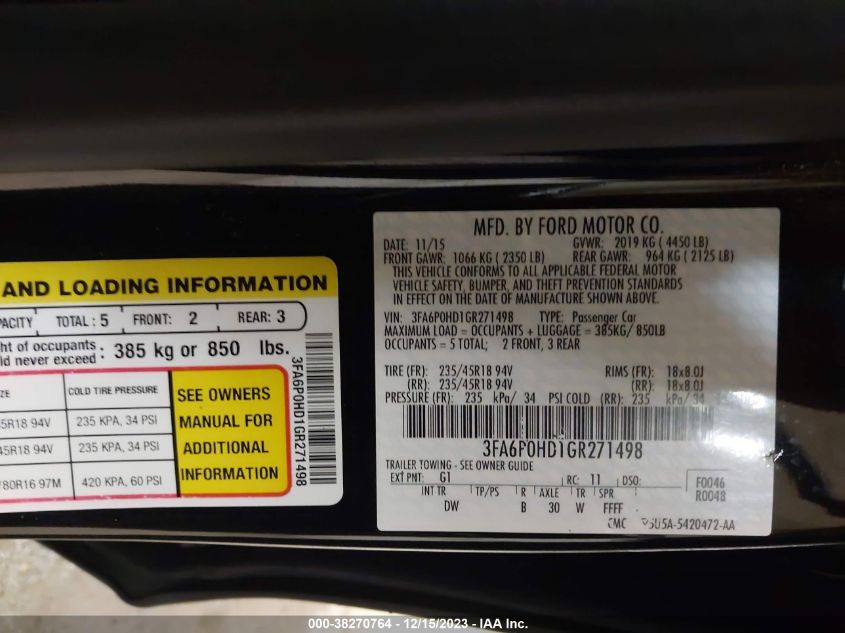 AND LOADING INFORMATION
TOTAL : 5 FRONT: 2 REAR: 3
of occupants
never exceed : 385 kg or 850 lbs.
COLD TIRE PRESSURE
R18 94V 235 KPA, 34 PSI
45R18 94V 235 KPA, 34 PSI
R16 97M 420 KPA, 60 PSI
SEE OWNERS
MANUAL FOR
ADDITIONAL
INFORMATION
3FA6P0HD1GR271498
MFD. BY FORD MOTOR CO.
DATE: 11/15 GVWR: 2019 KG ( 4450 LB)
FRONT GAWR: 1066 KG ( 2350 LB) REAR GAWR: 964 KG ( 2125 LB)
THIS VEHICLE CONFORMS TO ALL APPLICABLE FEDERAL MOTOR
VEHICLE SAFETY, BUMPER, AND THEFT PREVENTION STANDARDS
IN EFFECT ON THE DATE OF MANUFACTURE SHOWN ABOVE.
VIN: 3FA6P0HD1GR271498 TYPE: Passenger Car
MAXIMUM LOAD = OCCUPANTS + LUGGAGE = 385KG/ 850LB
OCCUPANTS = 5 TOTAL; 2 FRONT, 3 REAR
TIRE (FR): 235/45R18 94V RIMS (FR): 18x8.0J
(RR): 235/45R18 94V (RR): 18x8.0J
PRESSURE (FR): 235 kPa/ 34 PSI COLD (RR): 235 kPa/ 34
3FA6P0HD1GR271498
TRAILER TOWING - SEE OWNER GUIDE
EXT PNT: G1 RC: 11 DSO: F0046
INT TR TP/PS R AXLE TR SPR R0048
DW B 30 W FFFF
5U5A-5420472-AA
000-38270764 - 12/15/2023 - IAA Inc.